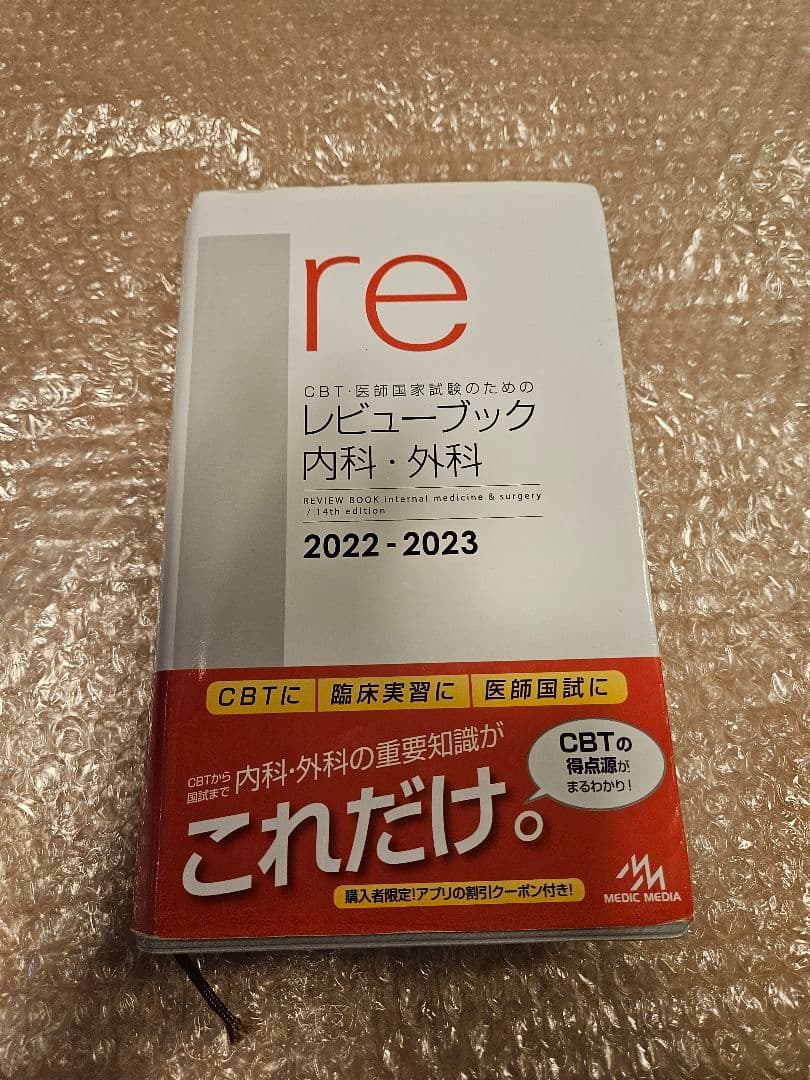 re
CBT・医師国家試験のための
レビューブック
内科・外科
REVIEW BOOK internal medicine & surgery
/ 14th edition
2022-2023
CBTに 臨床実習に 医師国試に
CBTから
国試まで
内科・外科の重要知識が
これだけ。
CBTの
得点源が
まるわかり!
購入者限定!アプリの割引クーポン付き!
MEDIC MEDIA